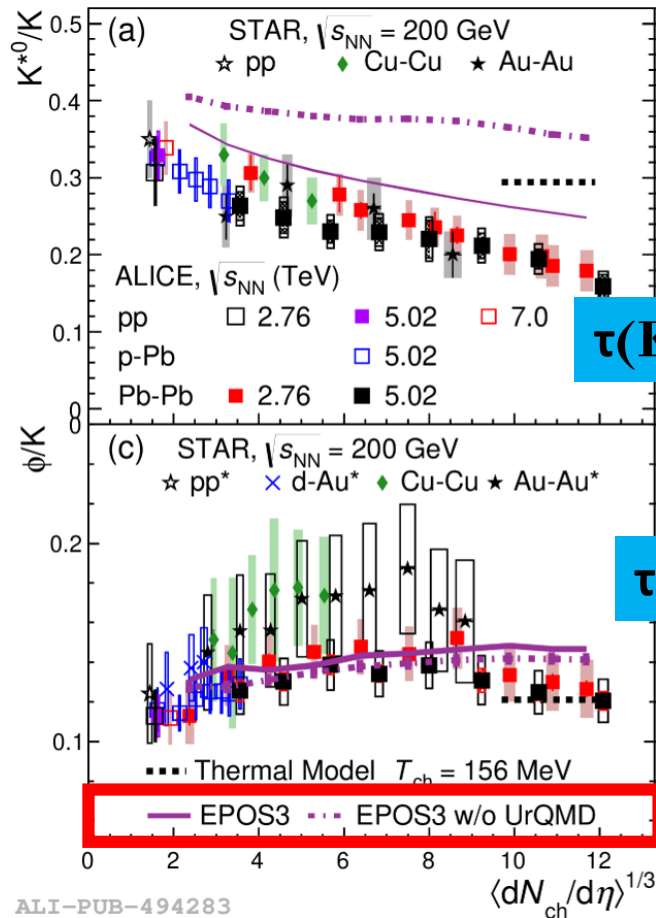 (a) STAR, √sNN = 200 GeV
☆ pp ♦ Cu-Cu ★ Au-Au
K*0/K
0.5
0.4
0.3
0.2
0.1
0
ALICE, √sNN (TeV)
pp 2.76 5.02 7.0
p-Pb 5.02
Pb-Pb 2.76 5.02
τ(
(c) STAR, √sNN = 200 GeV
☆ pp* × d-Au* ♦ Cu-Cu ★ Au-Au*
ϕ/K
0.2
0.1
τ
Thermal Model Tch = 156 MeV
EPOS3 EPOS3 w/o UrQMD
0 2 4 6 8 10 12
⟨dNch/dη⟩1/3
ALI-PUB-494283